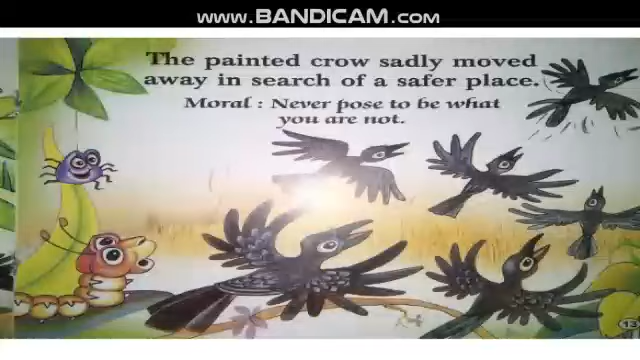 www.BANDICAM.com
The painted crow sadly moved
away in search of a safer place.
Moral : Never pose to be what
you are not.
13